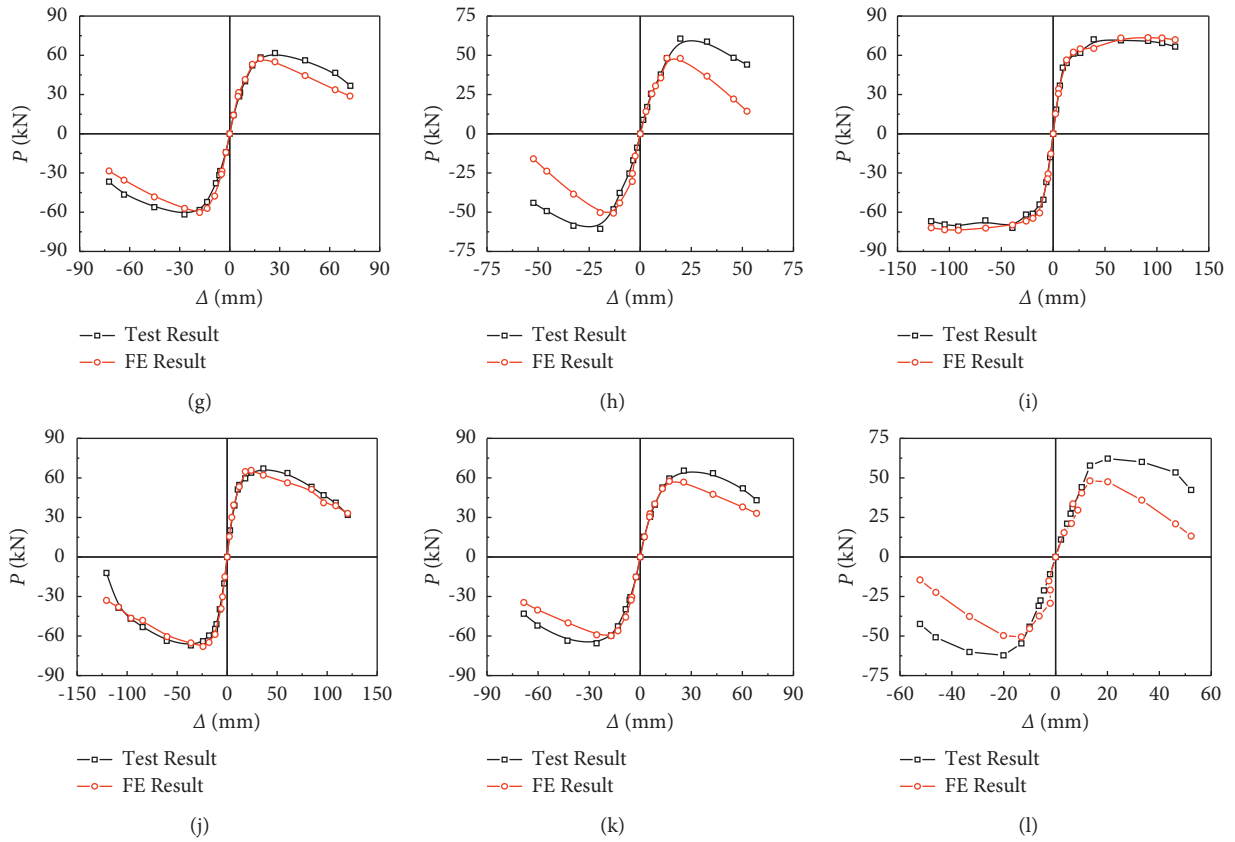 90
60
30
0
-30
-60
-90
P (kN)
-90 -60 -30 0 30 60 90
Δ (mm)
Test Result
FE Result
(g)
75
50
25
0
-25
-50
-75
P (kN)
-75 -50 -25 0 25 50 75
Δ (mm)
Test Result
FE Result
(h)
90
60
30
0
-30
-60
-90
P (kN)
-150 -100 -50 0 50 100 150
Δ (mm)
Test Result
FE Result
(i)
90
60
30
0
-30
-60
-90
P (kN)
-150 -100 -50 0 50 100 150
Δ (mm)
Test Result
FE Result
(j)
90
60
30
0
-30
-60
-90
P (kN)
-90 -60 -30 0 30 60 90
Δ (mm)
Test Result
FE Result
(k)
75
50
25
0
-25
-50
-75
P (kN)
-60 -40 -20 0 20 40 60
Δ (mm)
Test Result
FE Result
(l)